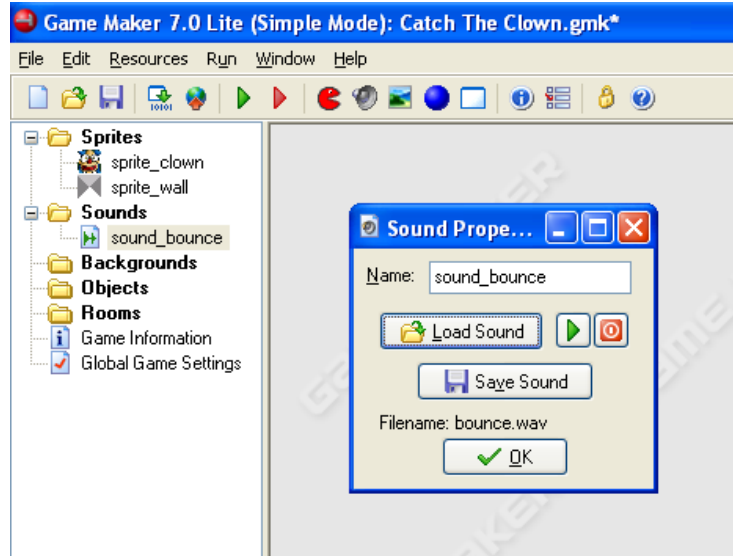 Game Maker 7.0 Lite (Simple Mode): Catch The Clown.gmk*
File Edit Resources Run Window Help
Sprites
sprite_clown
sprite_wall
Sounds
sound_bounce
Backgrounds
Objects
Rooms
Game Information
Global Game Settings
Sound Prope...
Name: sound_bounce
Load Sound
Save Sound
Filename: bounce.wav
OK